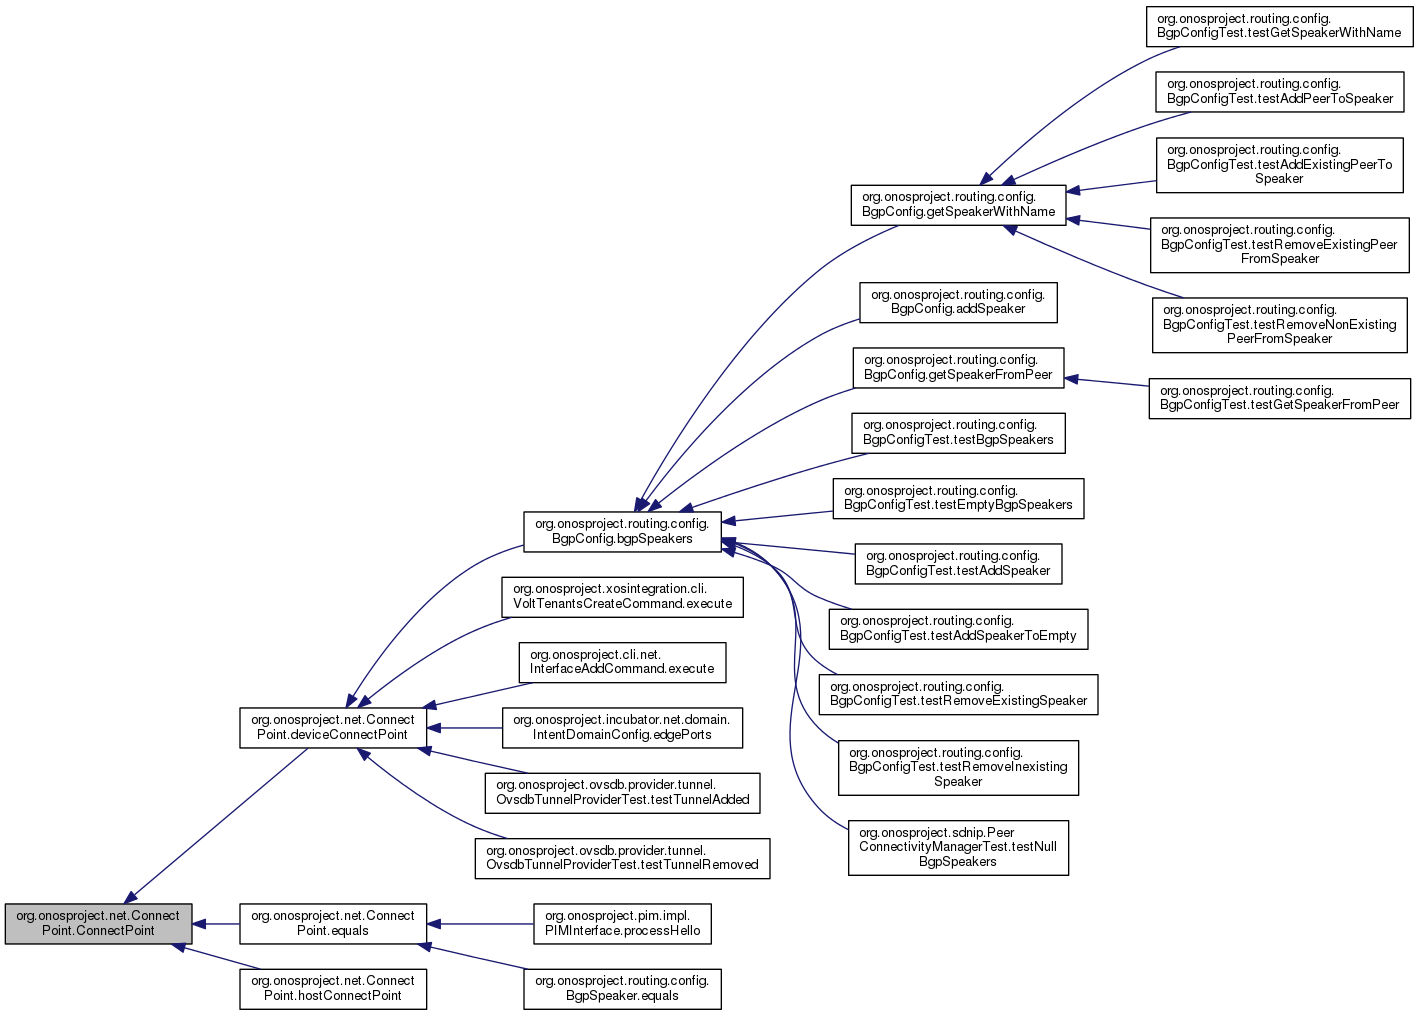 org.onosproject.routing.config.
BgpConfigTest.testGetSpeakerWithName
org.onosproject.routing.config.
BgpConfigTest.testAddPeerToSpeaker
org.onosproject.routing.config.
BgpConfigTest.testAddExistingPeerTo
Speaker
org.onosproject.routing.config.
BgpConfig.getSpeakerWithName
org.onosproject.routing.config.
BgpConfigTest.testRemoveExistingPeer
FromSpeaker
org.onosproject.routing.config.
BgpConfig.addSpeaker
org.onosproject.routing.config.
BgpConfigTest.testRemoveNonExisting
PeerFromSpeaker
org.onosproject.routing.config.
BgpConfig.getSpeakerFromPeer
org.onosproject.routing.config.
BgpConfigTest.testGetSpeakerFromPeer
org.onosproject.routing.config.
BgpConfigTest.testBgpSpeakers
org.onosproject.routing.config.
BgpConfigTest.testEmptyBgpSpeakers
org.onosproject.routing.config.
BgpConfig.bgpSpeakers
org.onosproject.routing.config.
BgpConfigTest.testAddSpeaker
org.onosproject.xosintegration.cli.
VoltTenantsCreateCommand.execute
org.onosproject.routing.config.
BgpConfigTest.testAddSpeakerToEmpty
org.onosproject.cli.net.
InterfaceAddCommand.execute
org.onosproject.routing.config.
BgpConfigTest.testRemoveExistingSpeaker
org.onosproject.net.Connect
Point.deviceConnectPoint
org.onosproject.incubator.net.domain.
IntentDomainConfig.edgePorts
org.onosproject.routing.config.
BgpConfigTest.testRemoveInexisting
Speaker
org.onosproject.ovsdb.provider.tunnel.
OvsdbTunnelProviderTest.testTunnelAdded
org.onosproject.sdnip.Peer
ConnectivityManagerTest.testNull
BgpSpeakers
org.onosproject.ovsdb.provider.tunnel.
OvsdbTunnelProviderTest.testTunnelRemoved
org.onosproject.net.Connect
Point.ConnectPoint
org.onosproject.net.Connect
Point.equals
org.onosproject.pim.impl.
PIMInterface.processHello
org.onosproject.net.Connect
Point.hostConnectPoint
org.onosproject.routing.config.
BgpSpeaker.equals